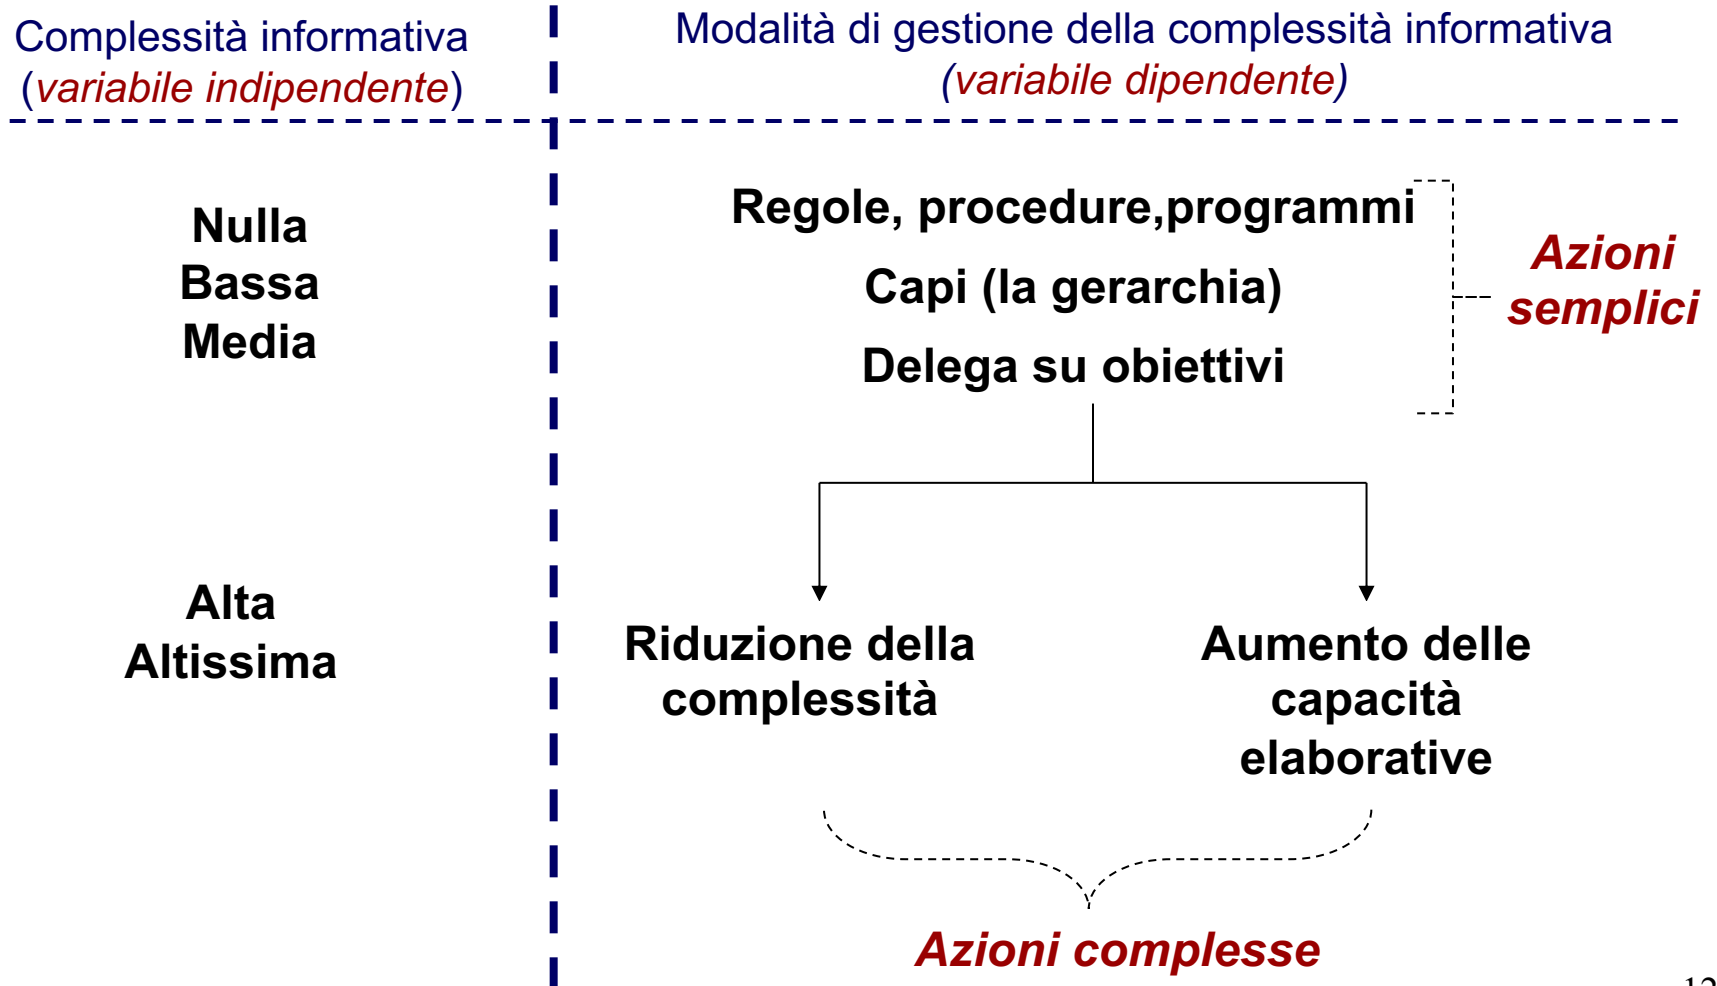 Complessità informativa
(variabile indipendente)
Modalità di gestione della complessità informativa
(variabile dipendente)
Nulla
Bassa
Media
Regole, procedure,programmi
Capi (la gerarchia)
Delega su obiettivi
Azioni
semplici
Alta
Altissima
Riduzione della
complessità
Aumento delle
capacità
elaborative
Azioni complesse
12